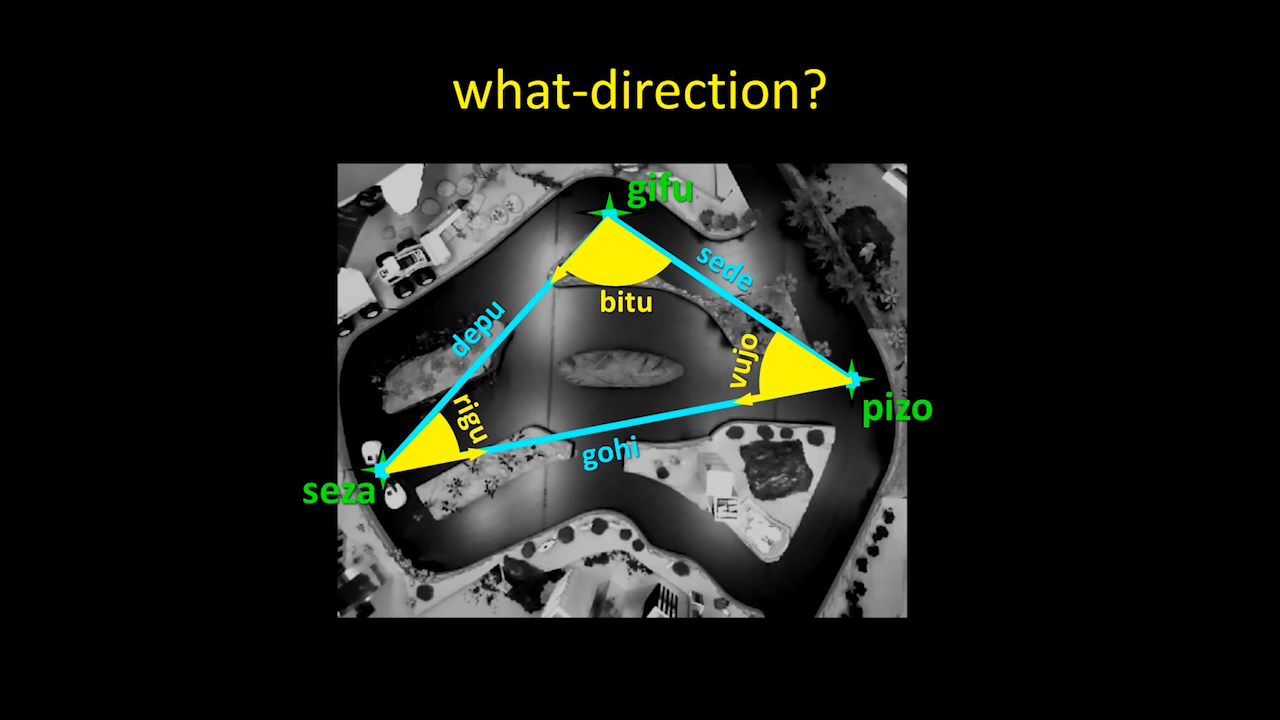 what-direction?
gifu
sede
bitu
depu
vujo
pizo
rigu
gohi
seza